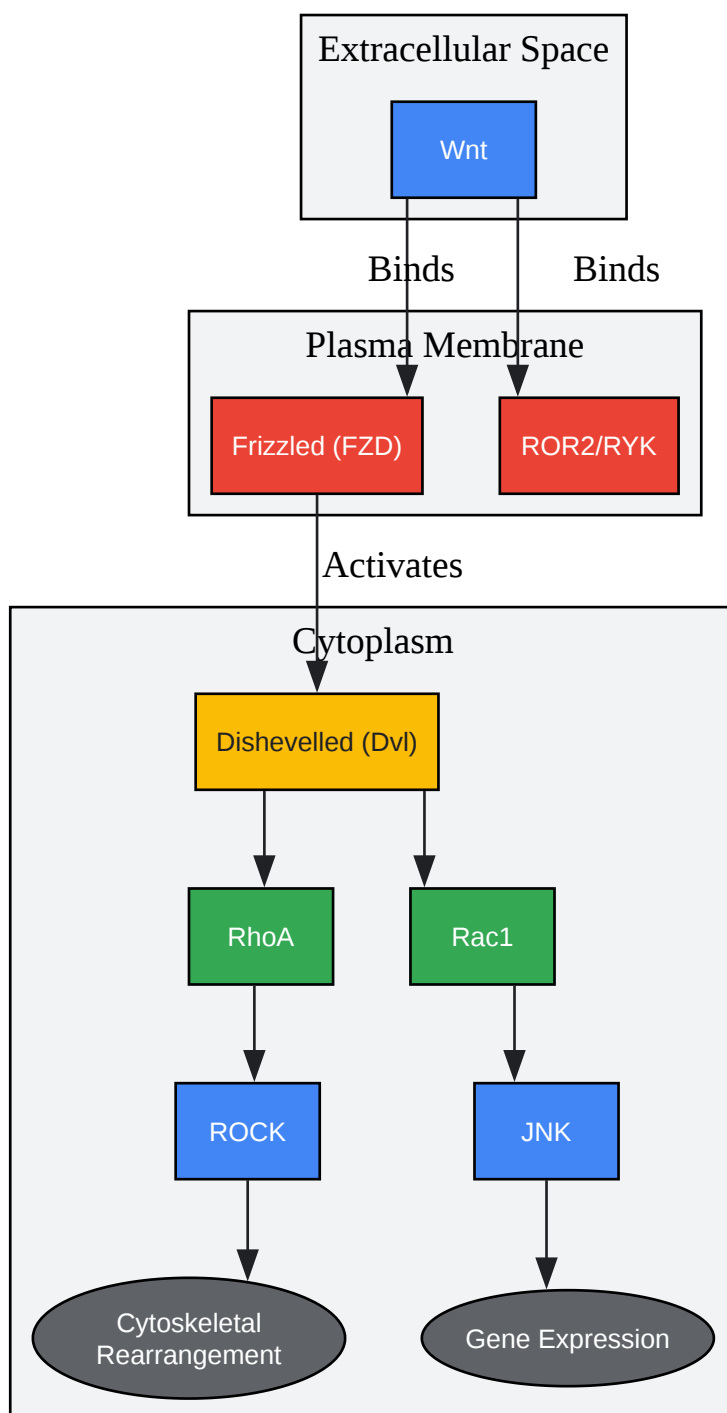 Extracellular Space
Wnt
Binds
Binds
Plasma Membrane
Frizzled (FZD)
ROR2/RYK
Activates
Cytoplasm
Dishevelled (Dvl)
RhoA
Rac1
ROCK
JNK
Cytoskeletal
Rearrangement
Gene Expression